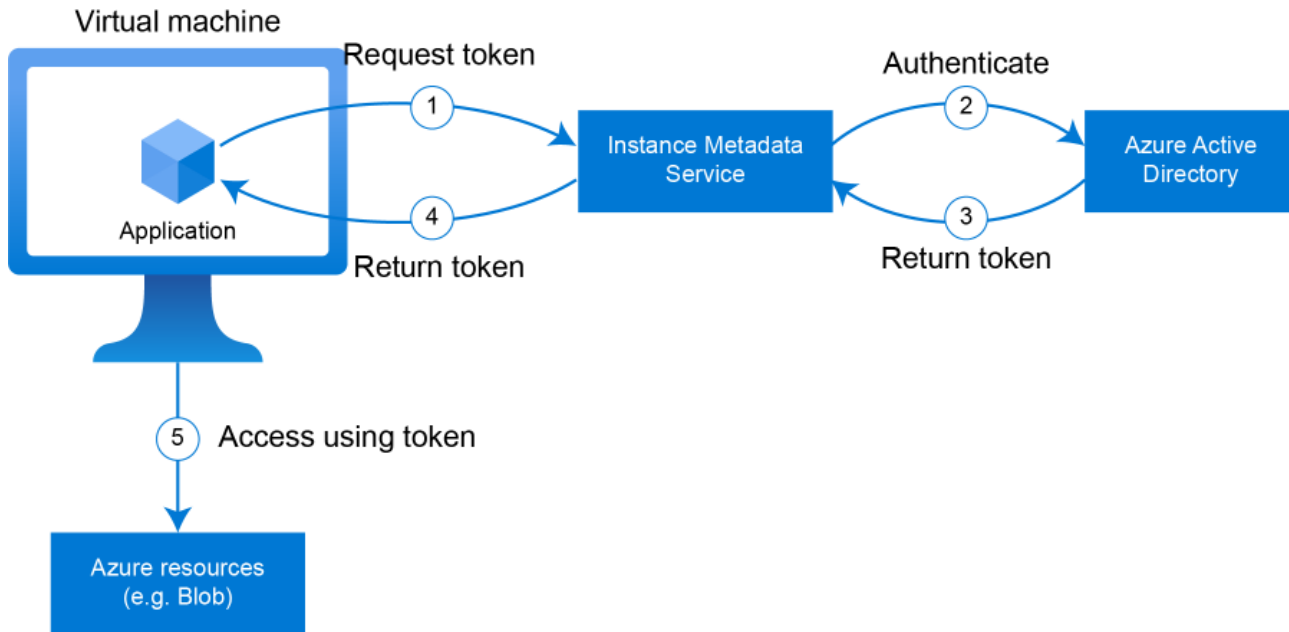 Virtual machine
Request token
1
Authenticate
2
Instance Metadata
Service
Azure Active
Directory
Application
4
Return token
3
Return token
5
Access using token
Azure resources
(e.g. Blob)